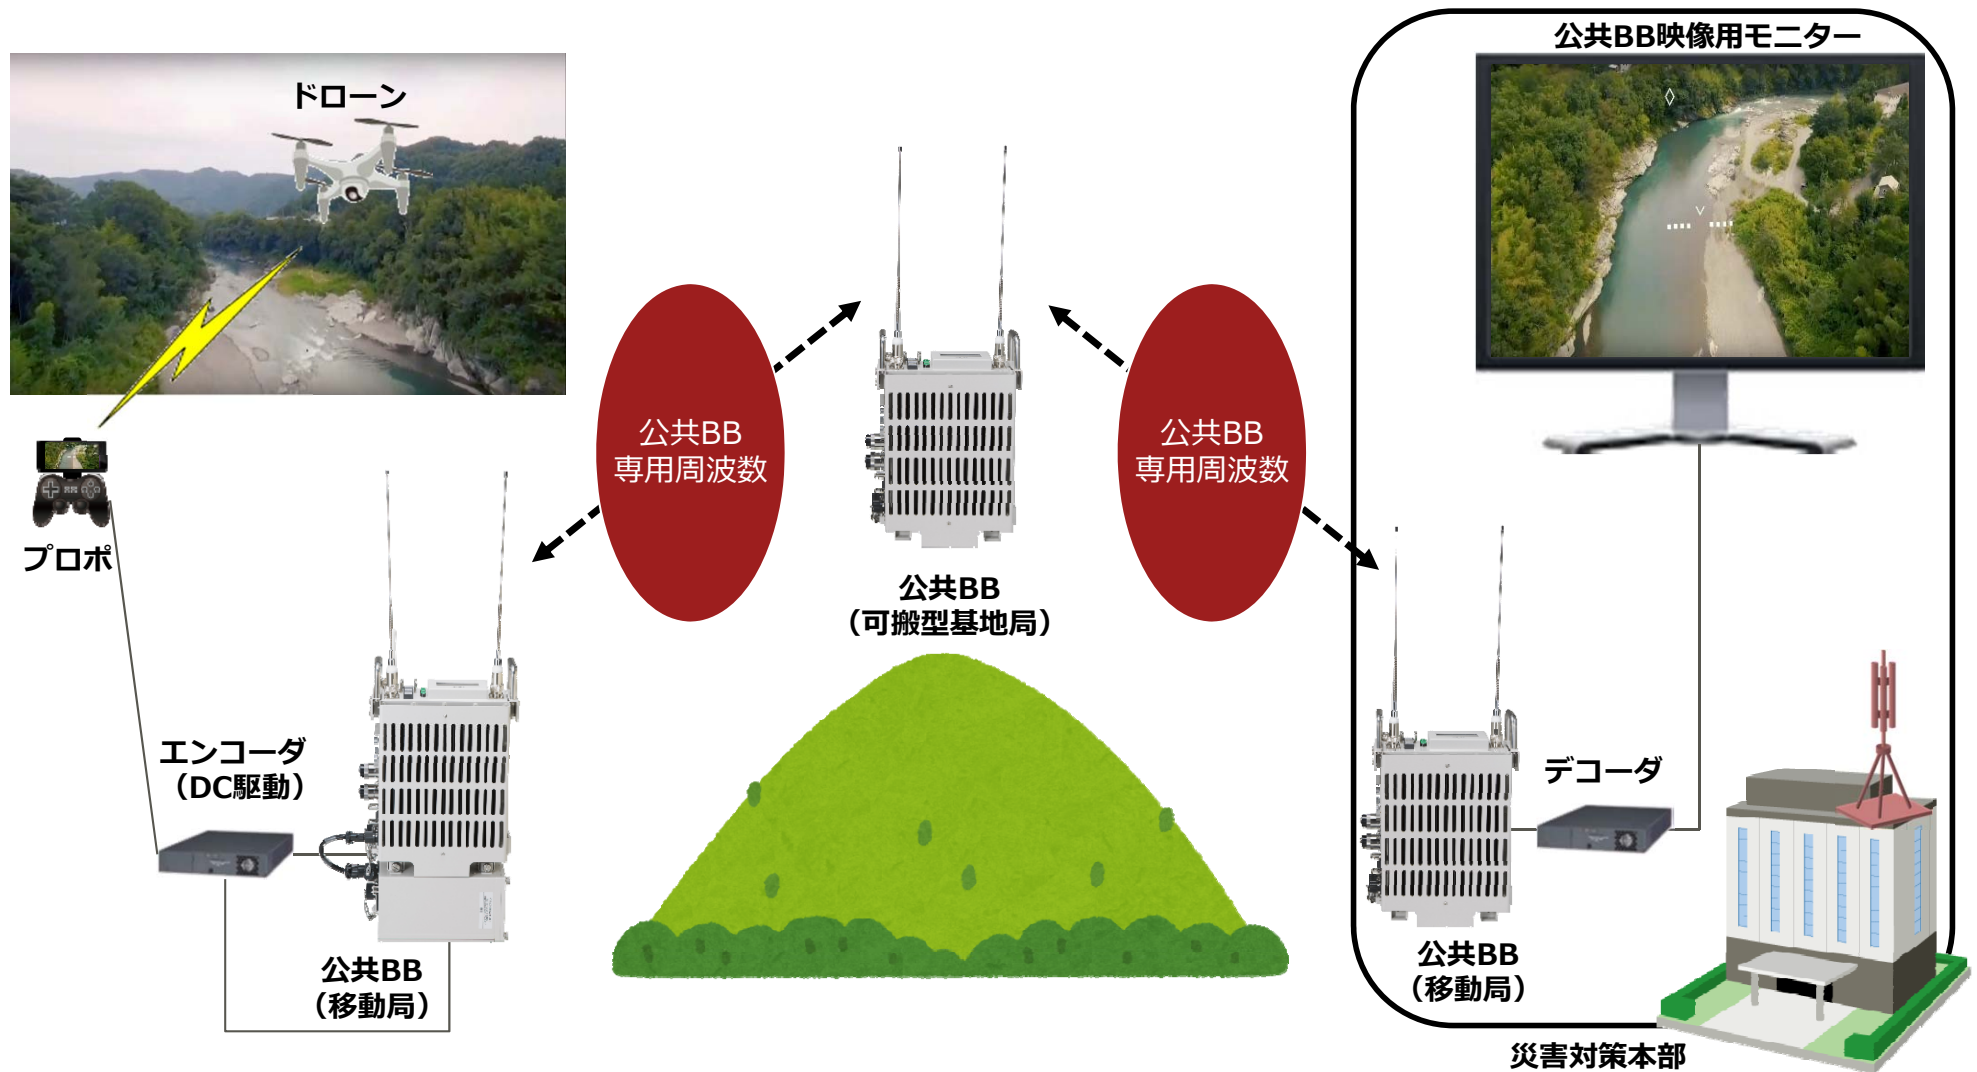 ドローン
プロポ
エンコーダ
(DC駆動)
公共BB
(移動局)
公共BB
専用周波数
公共BB
(可搬型基地局)
公共BB
専用周波数
公共BB映像用モニター
デコーダ
公共BB
(移動局)
災害対策本部